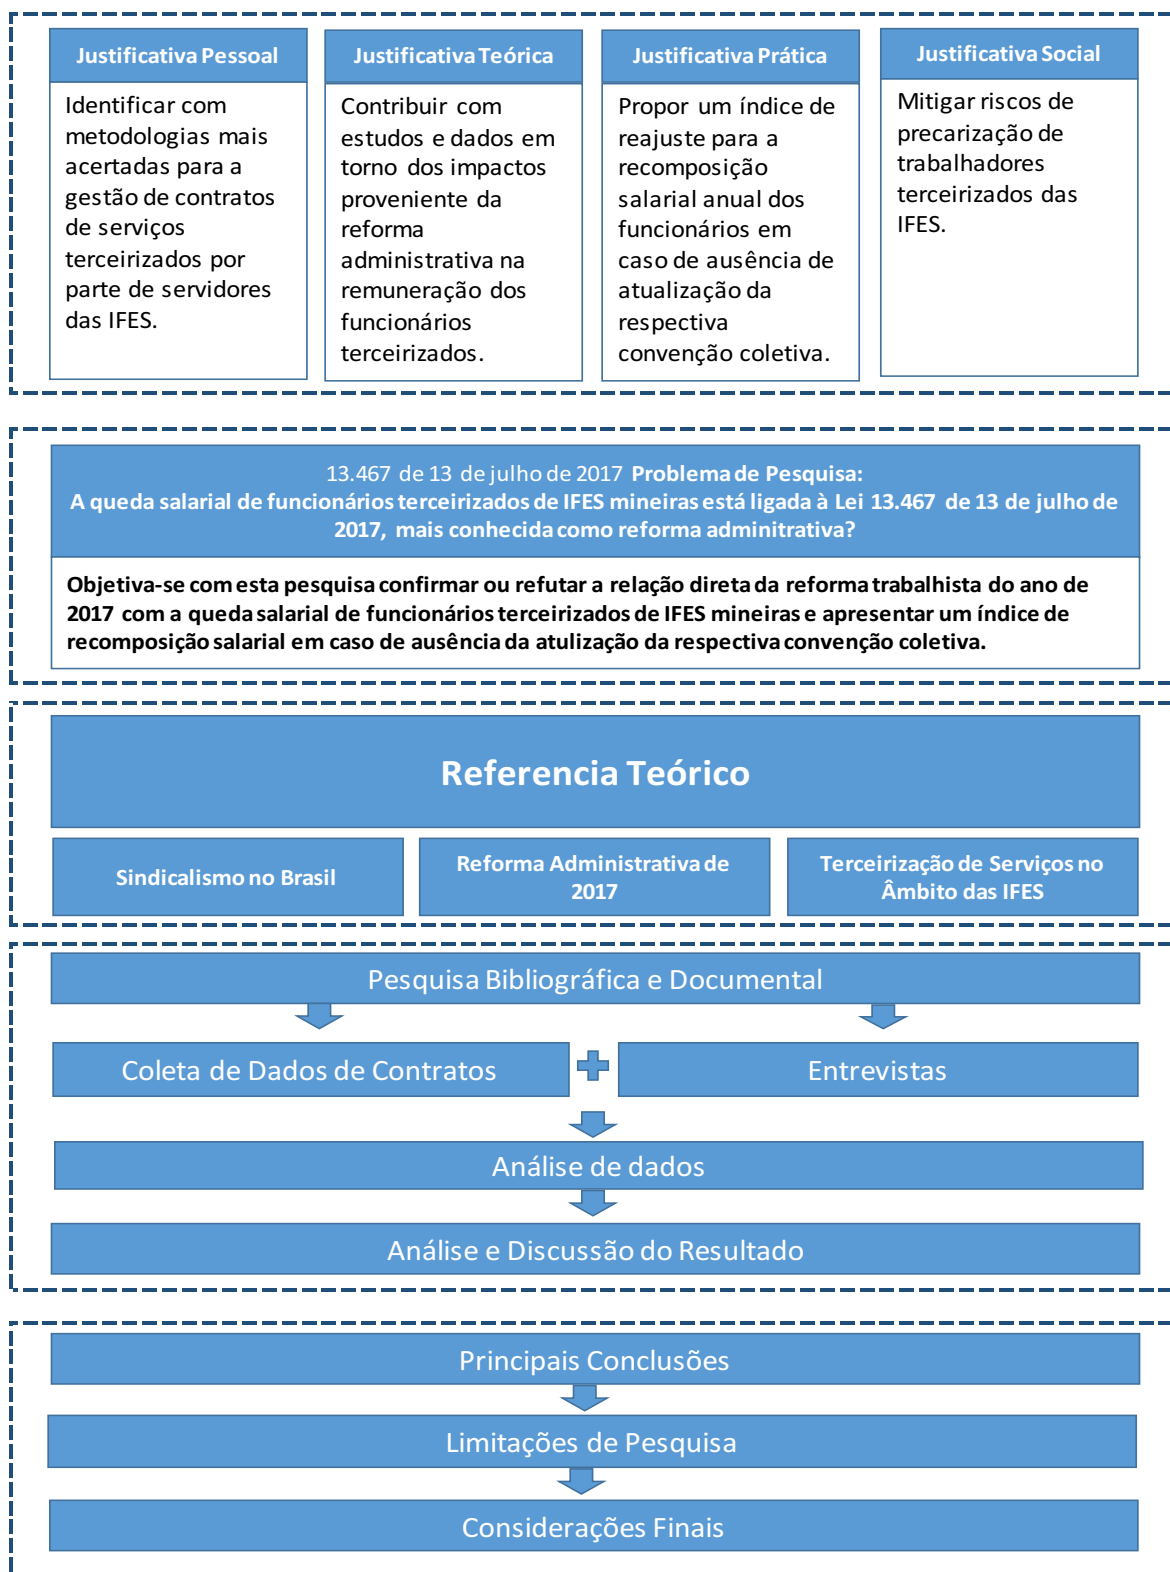 Justificativa Pessoal
Identificar com
metodologias mais
acertadas para a
gestão de contratos
de serviços
terceirizados por
parte de servidores
das IFES.
Justificativa Teórica
Contribuir com
estudos e dados em
torno dos impactos
proveniente da
reforma
administrativa na
remuneração dos
funcionários
terceirizados.
Justificativa Prática
Propor um índice de
reajuste para a
recomposição
salarial anual dos
funcionários em
caso de ausência de
atualização da
respectiva
convenção coletiva.
Justificativa Social
Mitigar riscos de
precarização de
trabalhadores
terceirizados das
IFES.
13.467 de 13 de julho de 2017 Problema de Pesquisa:
A queda salarial de funcionários terceirizados de IFES mineiras está ligada à Lei 13.467 de 13 de julho de
2017, mais conhecida como reforma adminitrativa?
Objetiva-se com esta pesquisa confirmar ou refutar a relação direta da reforma trabalhista do ano de
2017 com a queda salarial de funcionários terceirizados de IFES mineiras e apresentar um índice de
recomposição salarial em caso de ausência da atulização da respectiva convenção coletiva.
Referencia Teórico
Sindicalismo no Brasil
Reforma Administrativa de
2017
Terceirização de Serviços no
Âmbito das IFES
Pesquisa Bibliográfica e Documental
Coleta de Dados de Contratos
Entrevistas
Análise de dados
Análise e Discussão do Resultado
Principais Conclusões
Limitações de Pesquisa
Considerações Finais